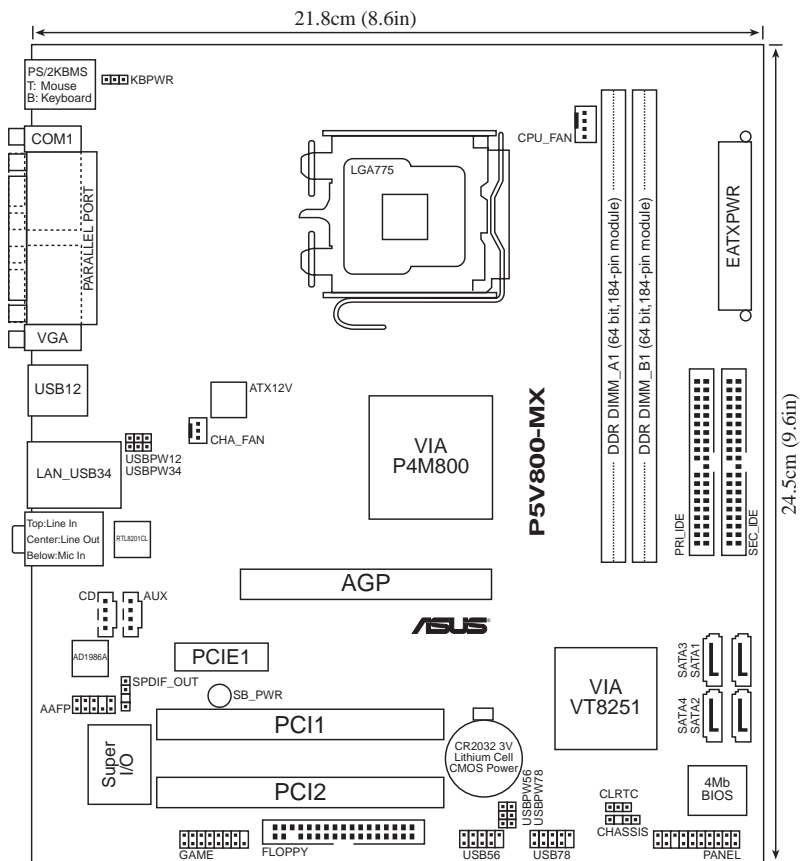 21.8cm (8.6in)
PS/2KBMS
T: Mouse
B: Keyboard
KBPWR
COM1
PARALLEL PORT
VGA
CPU_FAN
LGA775
DDR DIMM_A1 (64 bit,184-pin module)
DDR DIMM_B1 (64 bit,184-pin module)
EATXPWR
24.5cm (9.6in)
USB12
ATX12V
CHA_FAN
USBPW12
USBPW34
LAN_USB34
VIA
P4M800
P5V800-MX
PRI_IDE
SEC_IDE
Top:Line In
Center:Line Out
Below:Mic In
RTL8201CL
AGP
CD
AUX
ASUS
AD1986A
PCIE1
SPDIF_OUT
SB_PWR
AAFP
VIA
VT8251
SATA3
SATA1
SATA4
SATA2
Super
I/O
PCI1
PCI2
CR2032 3V
Lithium Cell
CMOS Power
USBPW56
USBPW78
CLRTC
CHASSIS
4Mb
BIOS
GAME
FLOPPY
USB56
USB78
PANEL